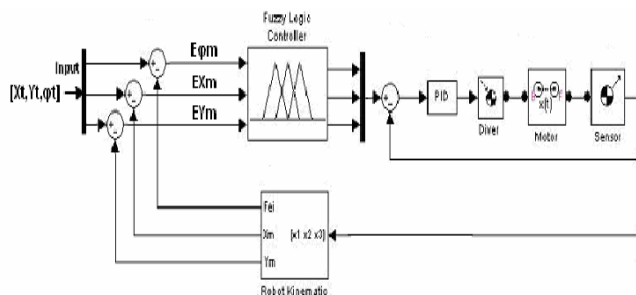 Fuzzy Logic
Controller
Input
[Xt,Yt,φt]
Eφm
EXm
EYm
PID
Diver
Motor
x(t)
Sensor
Fei
Xm
Ym
[x1 x2 x3]
Robot Kinematic